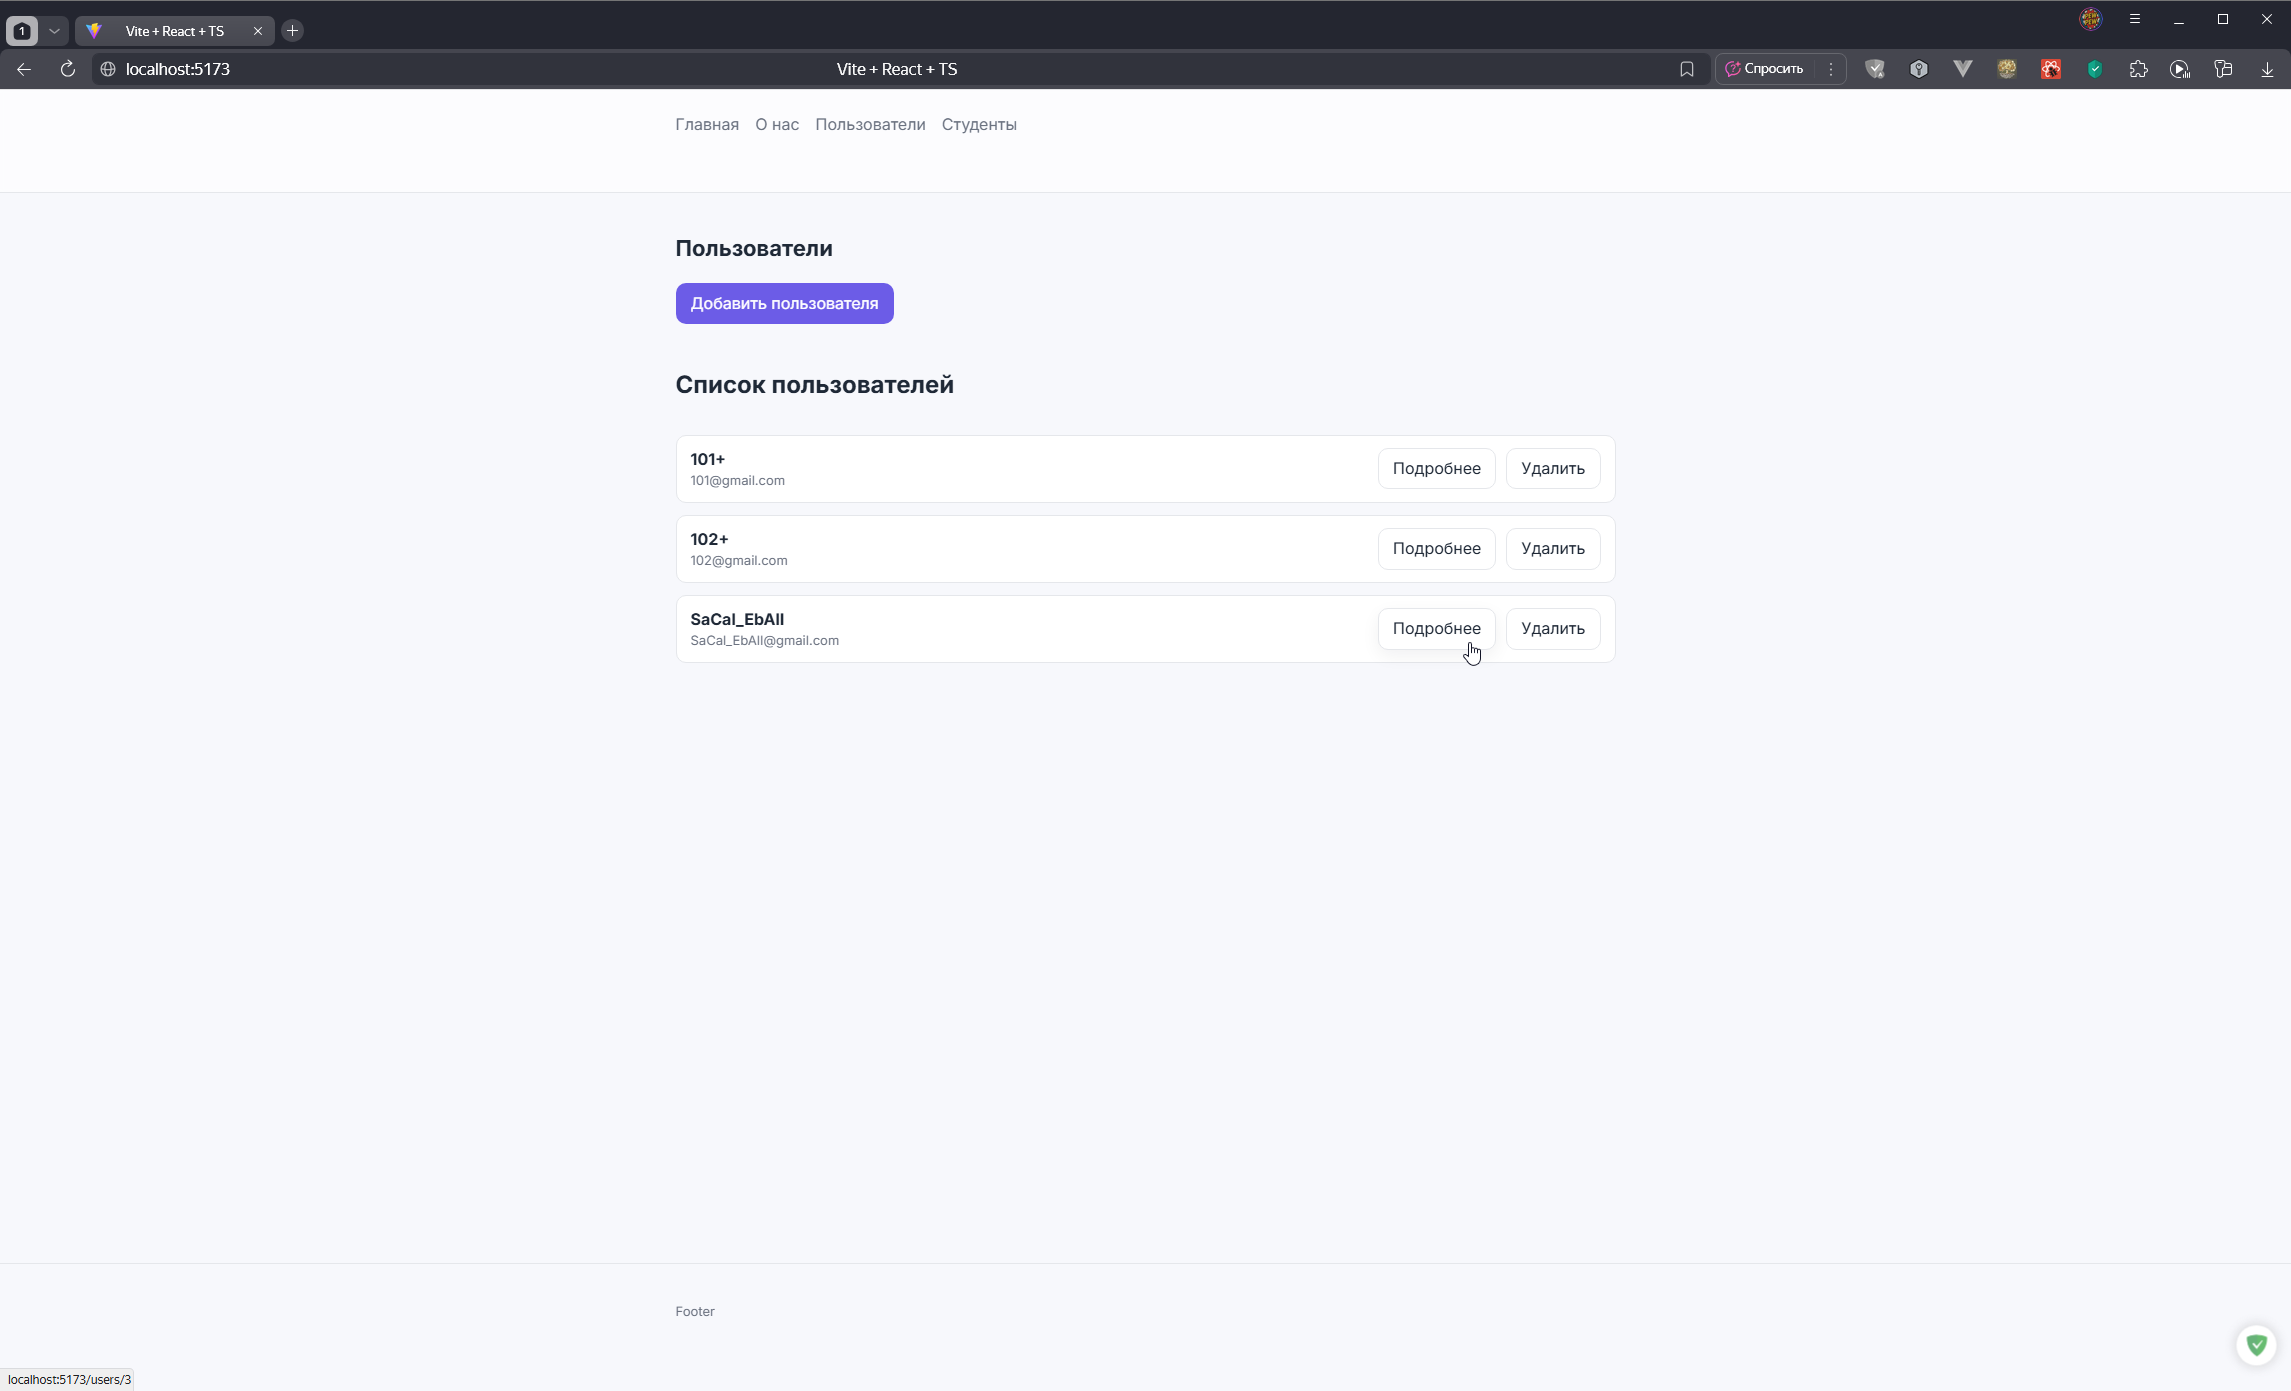 1
Vite + React + TS
localhost:5173
Vite + React + TS
Спросить
Главная О нас Пользователи Студенты
Пользователи
Добавить пользователя
Список пользователей
101+
101@gmail.com
Подробнее Удалить
102+
102@gmail.com
Подробнее Удалить
SaCal_EbAll
SaCal_EbAll@gmail.com
Подробнее Удалить
Footer
localhost:5173/users/3